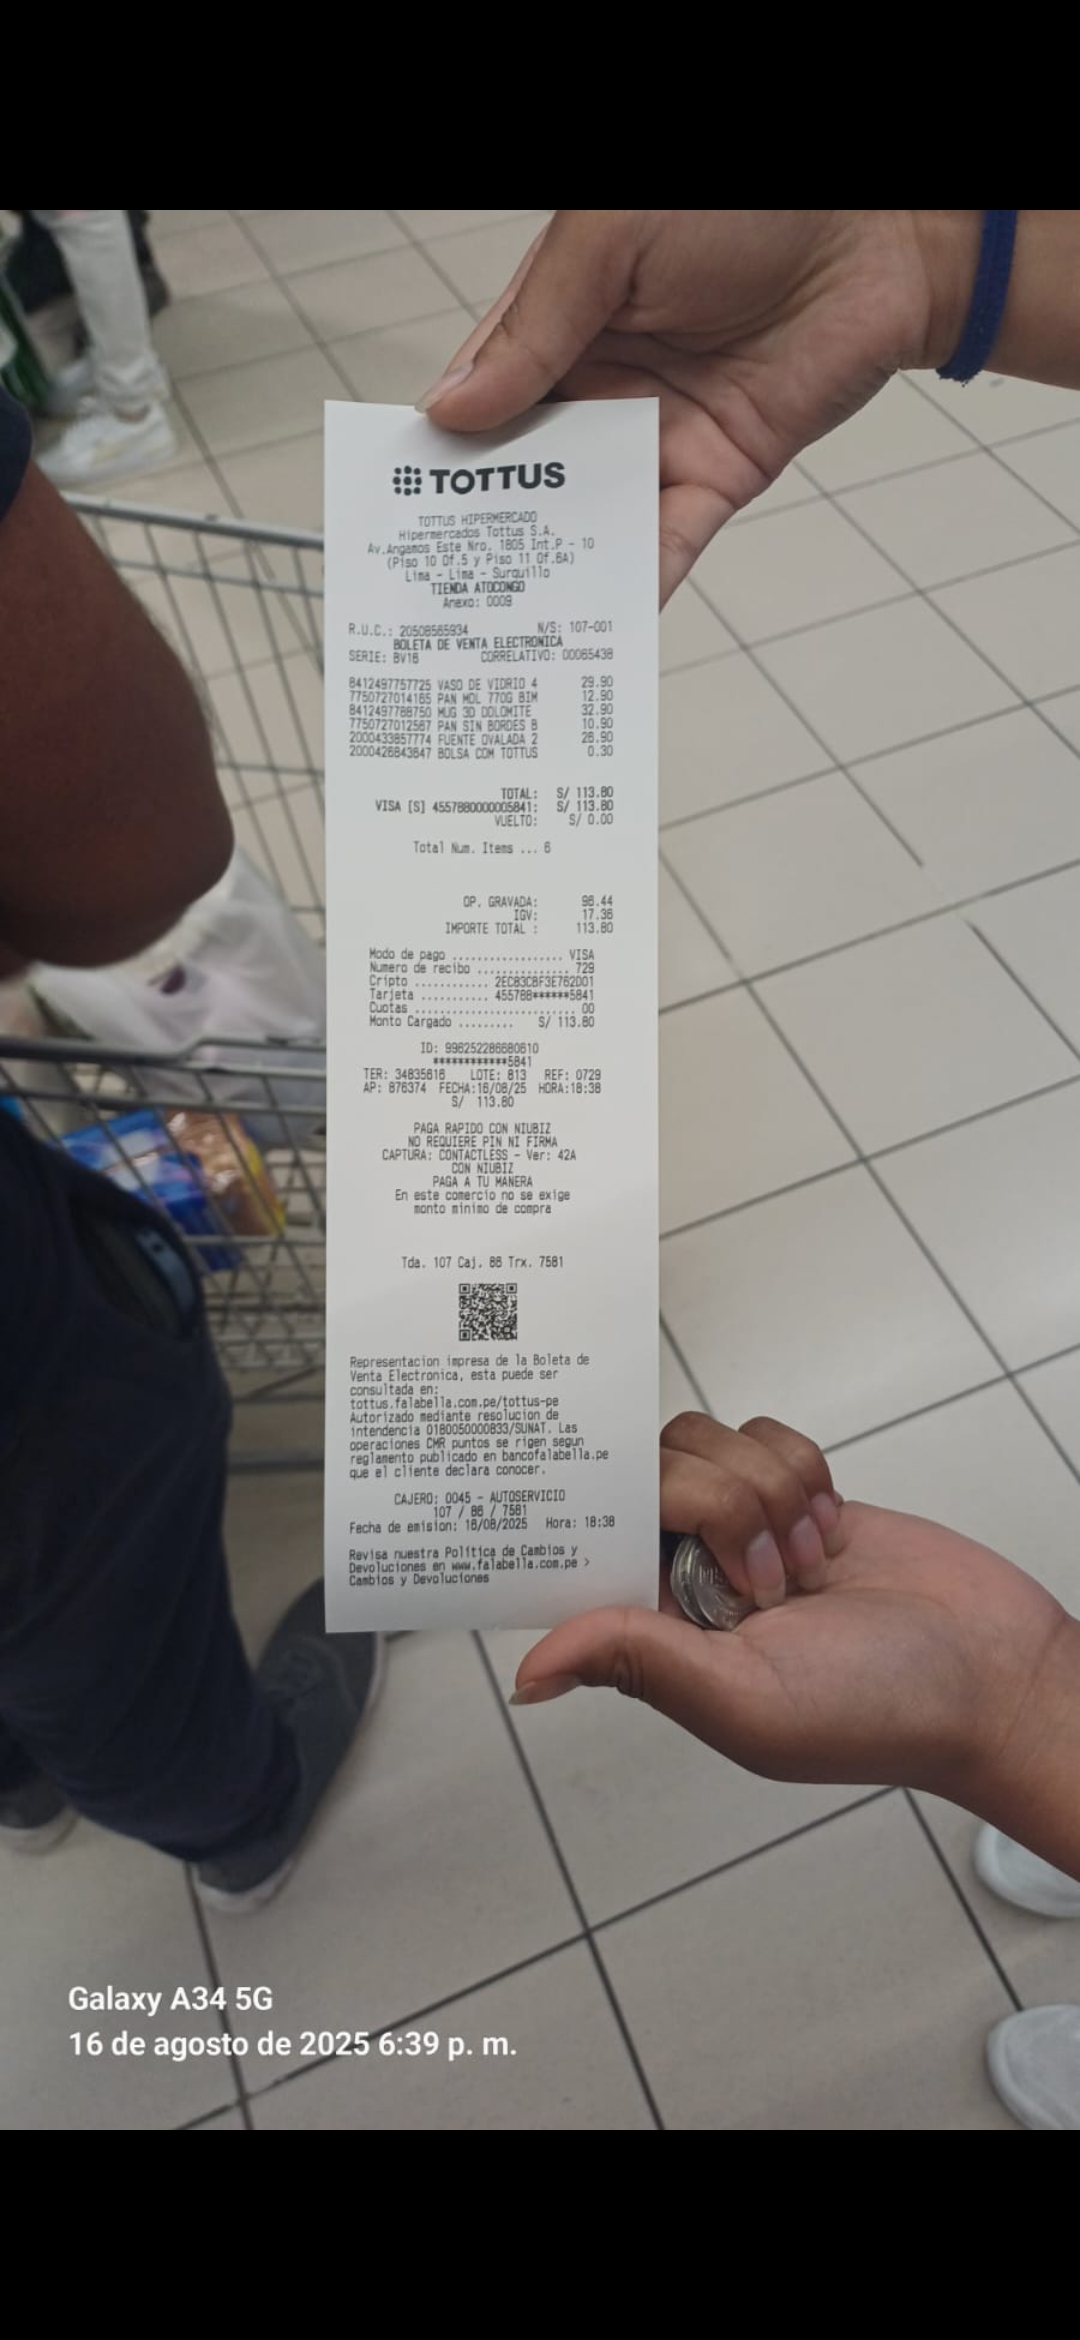 TOTTUS
TOTTUS HIPERMERCADO
Hipermercados Tottus S.A.
Av.Angamos Este Nro. 1805 Int.P - 10
(Piso 10 Of.5 y Piso 11 Of.6A)
Lima - Lima - Surquillo
TIENDA ATOCONGO
Anexo: 0009
R.U.C.: 20508565934 N/S: 107-001
BOLETA DE VENTA ELECTRONICA
SERIE: BV16 CORRELATIVO: 00065438
8412497757725 VASO DE VIDRIO 4 29.90
7750727014165 PAN MOL 770G BIM 12.90
8412497788750 MUG 3D DOLOMITE 32.90
7750727012567 PAN SIN BORDES B 10.90
2000433857774 FUENTE OVALADA 2 26.90
2000426843647 BOLSA COM TOTTUS 0.30
TOTAL: S/ 113.80
VISA [S] 4557880000005841: S/ 113.80
VUELTO: S/ 0.00
Total Num. Items ... 6
OP. GRAVADA: 96.44
IGV: 17.36
IMPORTE TOTAL : 113.80
Modo de pago ................. VISA
Numero de recibo .............. 729
Cripto ........... 2EC83CBF3E762D01
Tarjeta .......... 455788******5841
Cuotas ......................... 00
Monto Cargado ......... S/ 113.80
ID: 996252286680610
************5841
TER: 34835616 LOTE: 813 REF: 0729
AP: 876374 FECHA:16/08/25 HORA:18:38
S/ 113.80
PAGA RAPIDO CON NIUBIZ
NO REQUIERE PIN NI FIRMA
CAPTURA: CONTACTLESS - Ver: 42A
CON NIUBIZ
PAGA A TU MANERA
En este comercio no se exige
monto minimo de compra
Tda. 107 Caj. 86 Trx. 7581
Representacion impresa de la Boleta de
Venta Electronica, esta puede ser
consultada en:
tottus.falabella.com.pe/tottus-pe
Autorizado mediante resolucion de
intendencia 0180050000833/SUNAT. Las
operaciones CMR puntos se rigen segun
reglamento publicado en bancofalabella.pe
que el cliente declara conocer.
CAJERO: 0045 - AUTOSERVICIO
107 / 86 / 7581
Fecha de emision: 16/08/2025 Hora: 18:38
Revisa nuestra Política de Cambios y
Devoluciones en www.falabella.com.pe >
Cambios y Devoluciones
Galaxy A34 5G
16 de agosto de 2025 6:39 p. m.